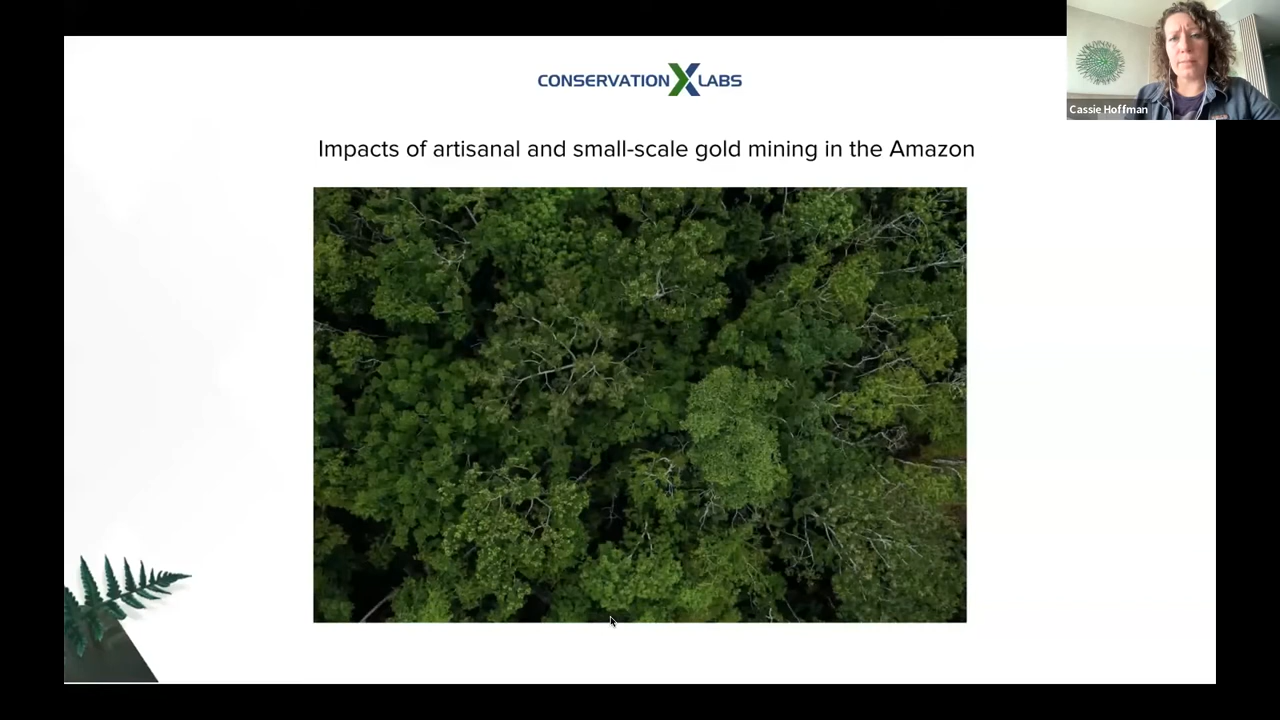 CONSERVATION X LABS
Cassie Hoffman
Impacts of artisanal and small-scale gold mining in the Amazon